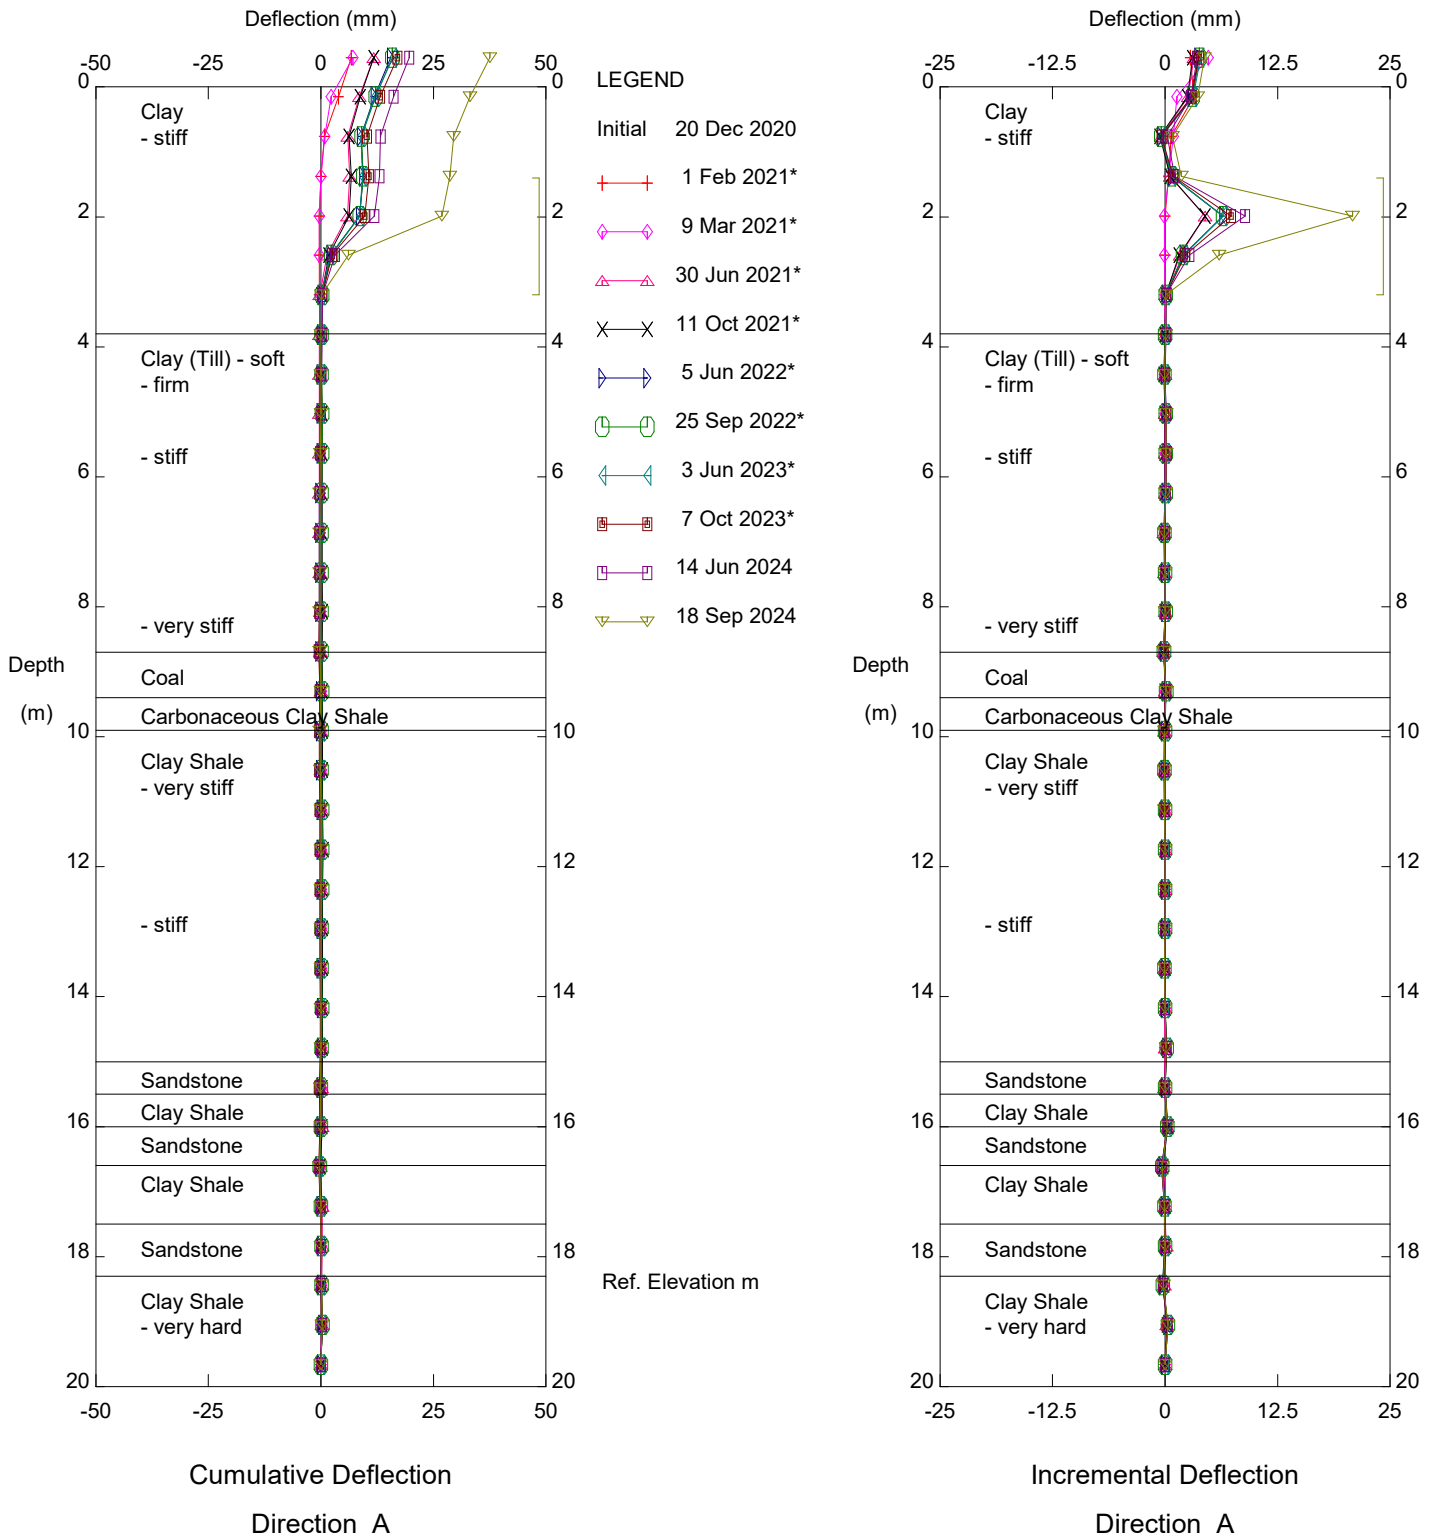 Deflection (mm)
-50 -25 0 25 50
0 0
Clay
- stiff
2 2
4 4
Clay (Till) - soft
- firm
- stiff
6 6
8 8
- very stiff
Depth
(m)
Coal
Carbonaceous Clay Shale
10 10
Clay Shale
- very stiff
12 12
- stiff
14 14
Sandstone
Clay Shale
16 16
Sandstone
Clay Shale
Sandstone
18 18
Clay Shale
- very hard
20 20
-50 -25 0 25 50
Cumulative Deflection
Direction A
LEGEND
Initial 20 Dec 2020
1 Feb 2021*
9 Mar 2021*
30 Jun 2021*
11 Oct 2021*
5 Jun 2022*
25 Sep 2022*
3 Jun 2023*
7 Oct 2023*
14 Jun 2024
18 Sep 2024
Ref. Elevation m
Deflection (mm)
-25 -12.5 0 12.5 25
0 0
Clay
- stiff
2 2
4 4
Clay (Till) - soft
- firm
- stiff
6 6
8 8
- very stiff
Depth
(m)
Coal
Carbonaceous Clay Shale
10 10
Clay Shale
- very stiff
12 12
- stiff
14 14
Sandstone
Clay Shale
16 16
Sandstone
Clay Shale
Sandstone
18 18
Clay Shale
- very hard
20 20
-25 -12.5 0 12.5 25
Incremental Deflection
Direction A